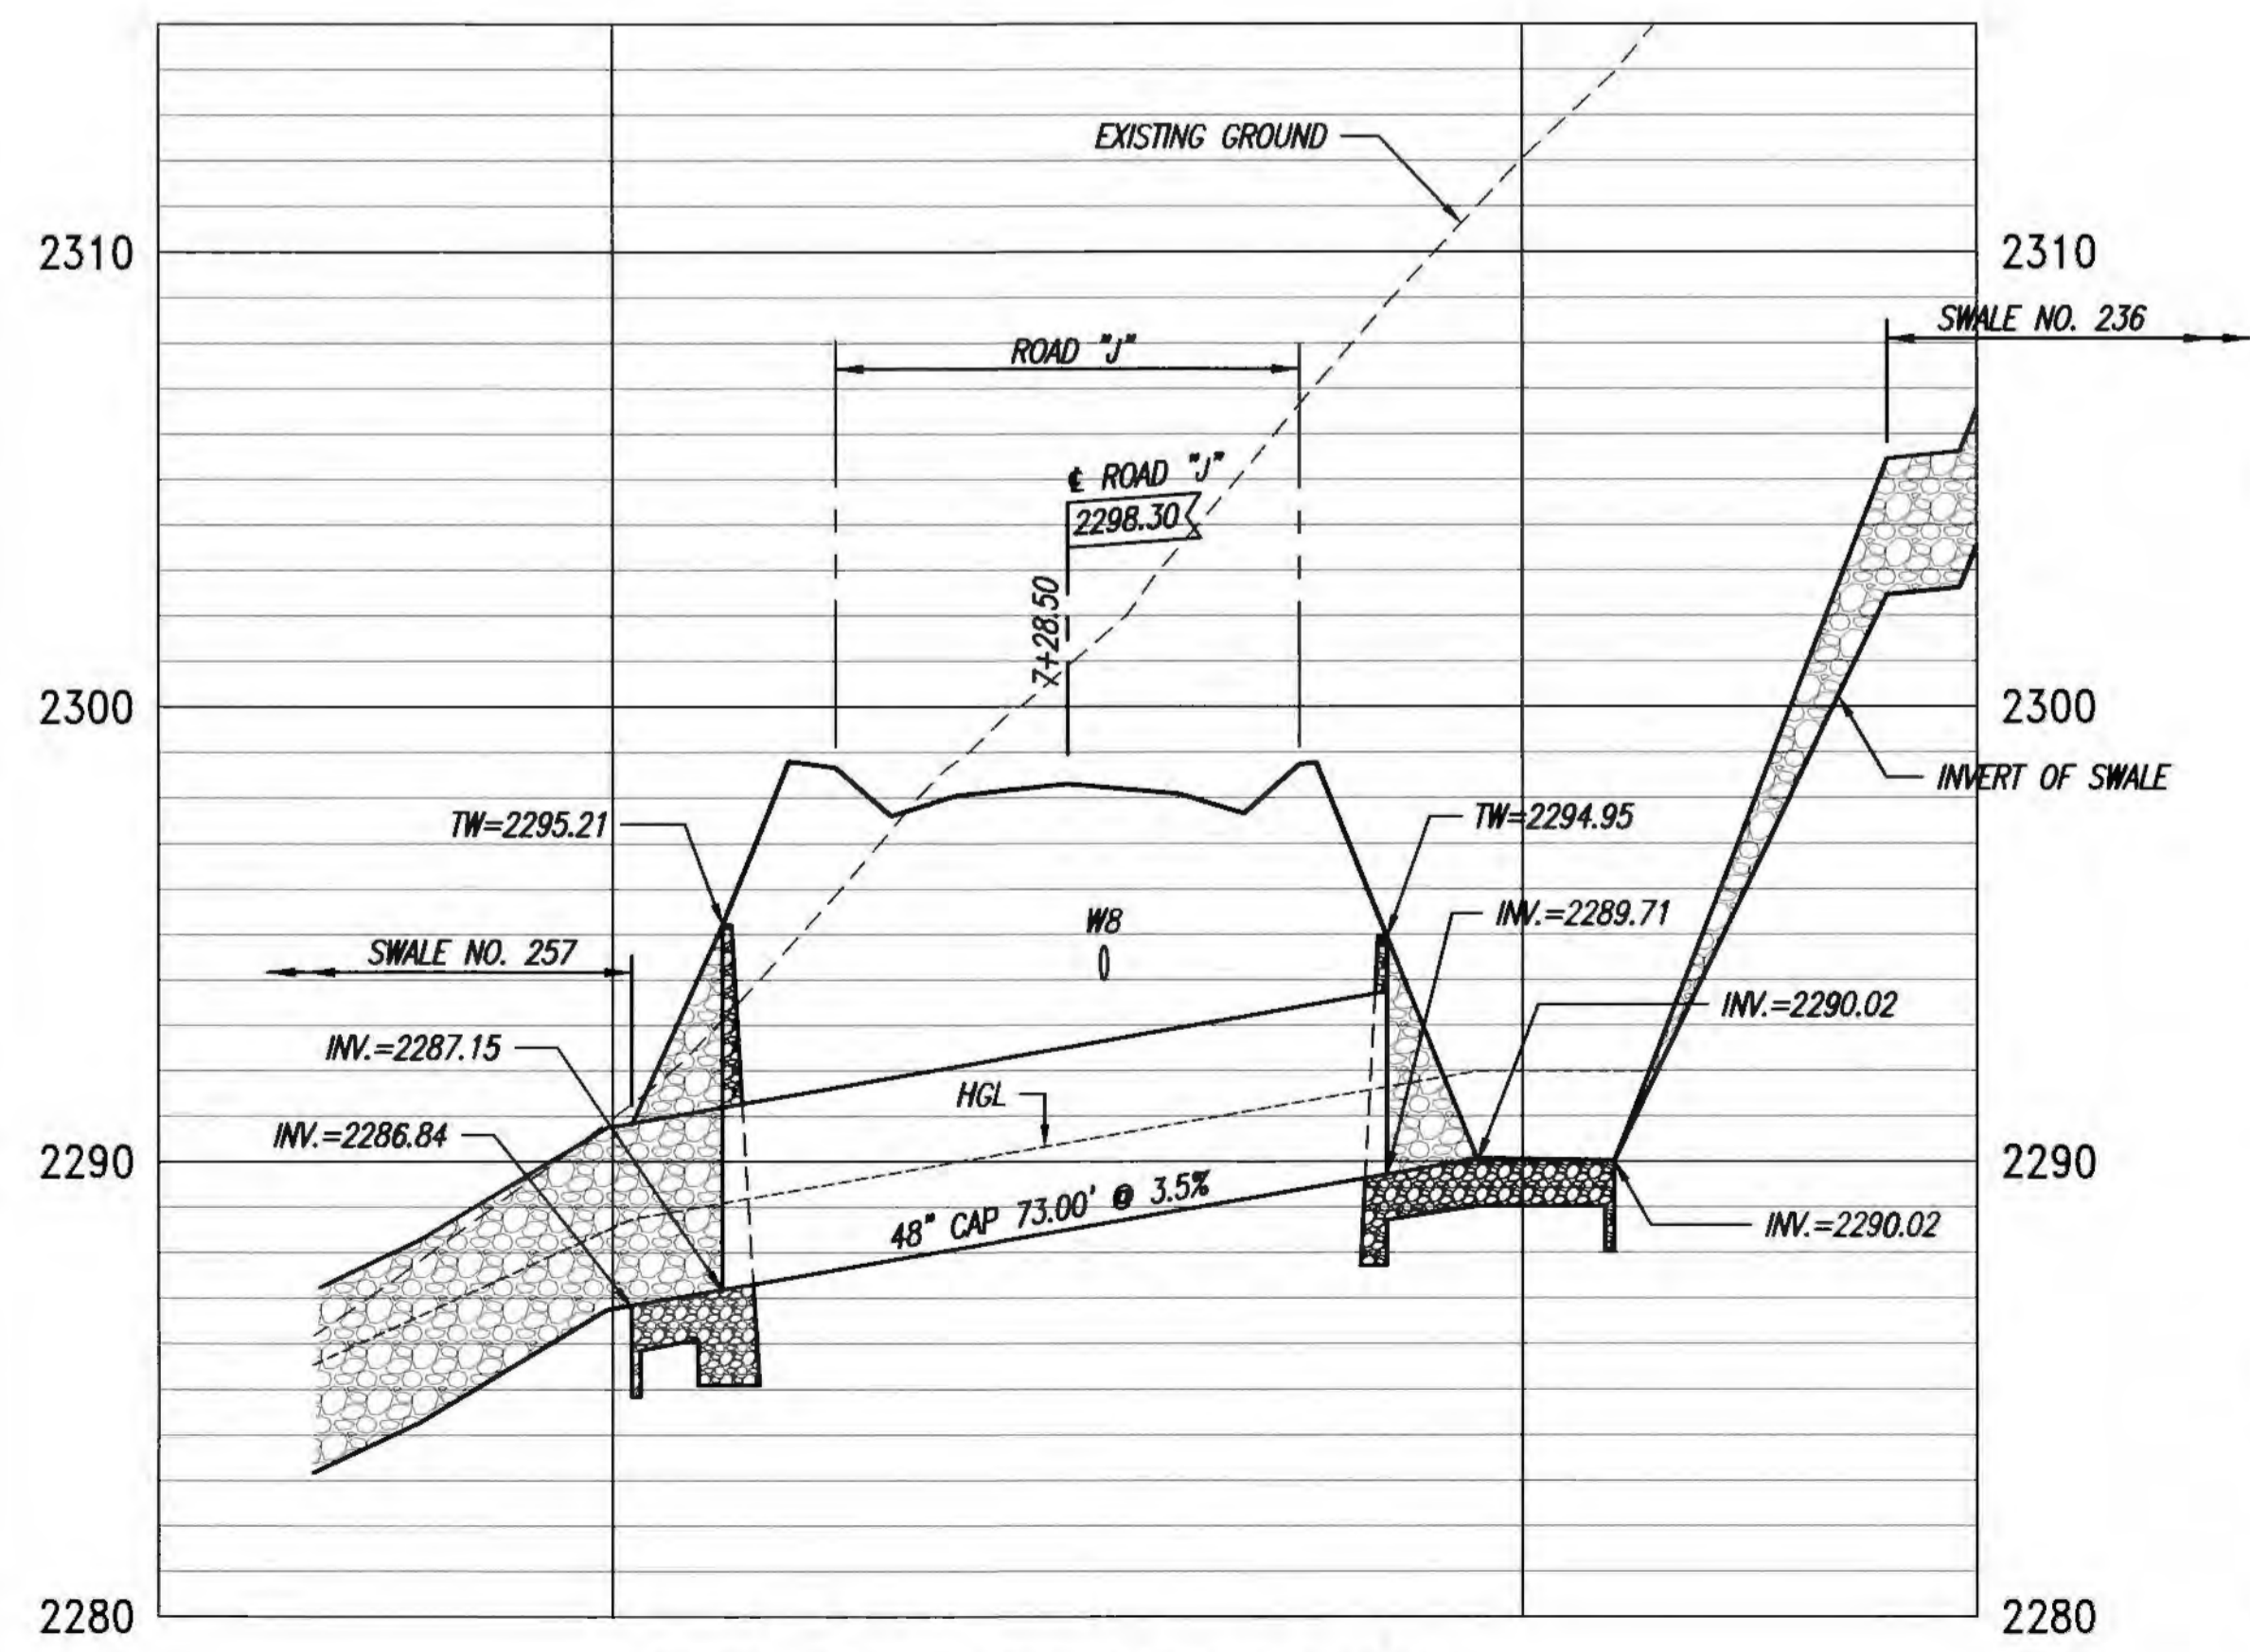 EXISTING GROUND
2310
2310
SWALE NO. 236
ROAD "J"
℄ ROAD "J"
2298.30
7+28.50
2300
2300
INVERT OF SWALE
TW=2295.21
TW=2294.95
W8
INV.=2289.71
SWALE NO. 257
INV.=2290.02
INV.=2287.15
HGL
INV.=2286.84
2290
2290
48" CAP 73.00' @ 3.5%
INV.=2290.02
2280
2280